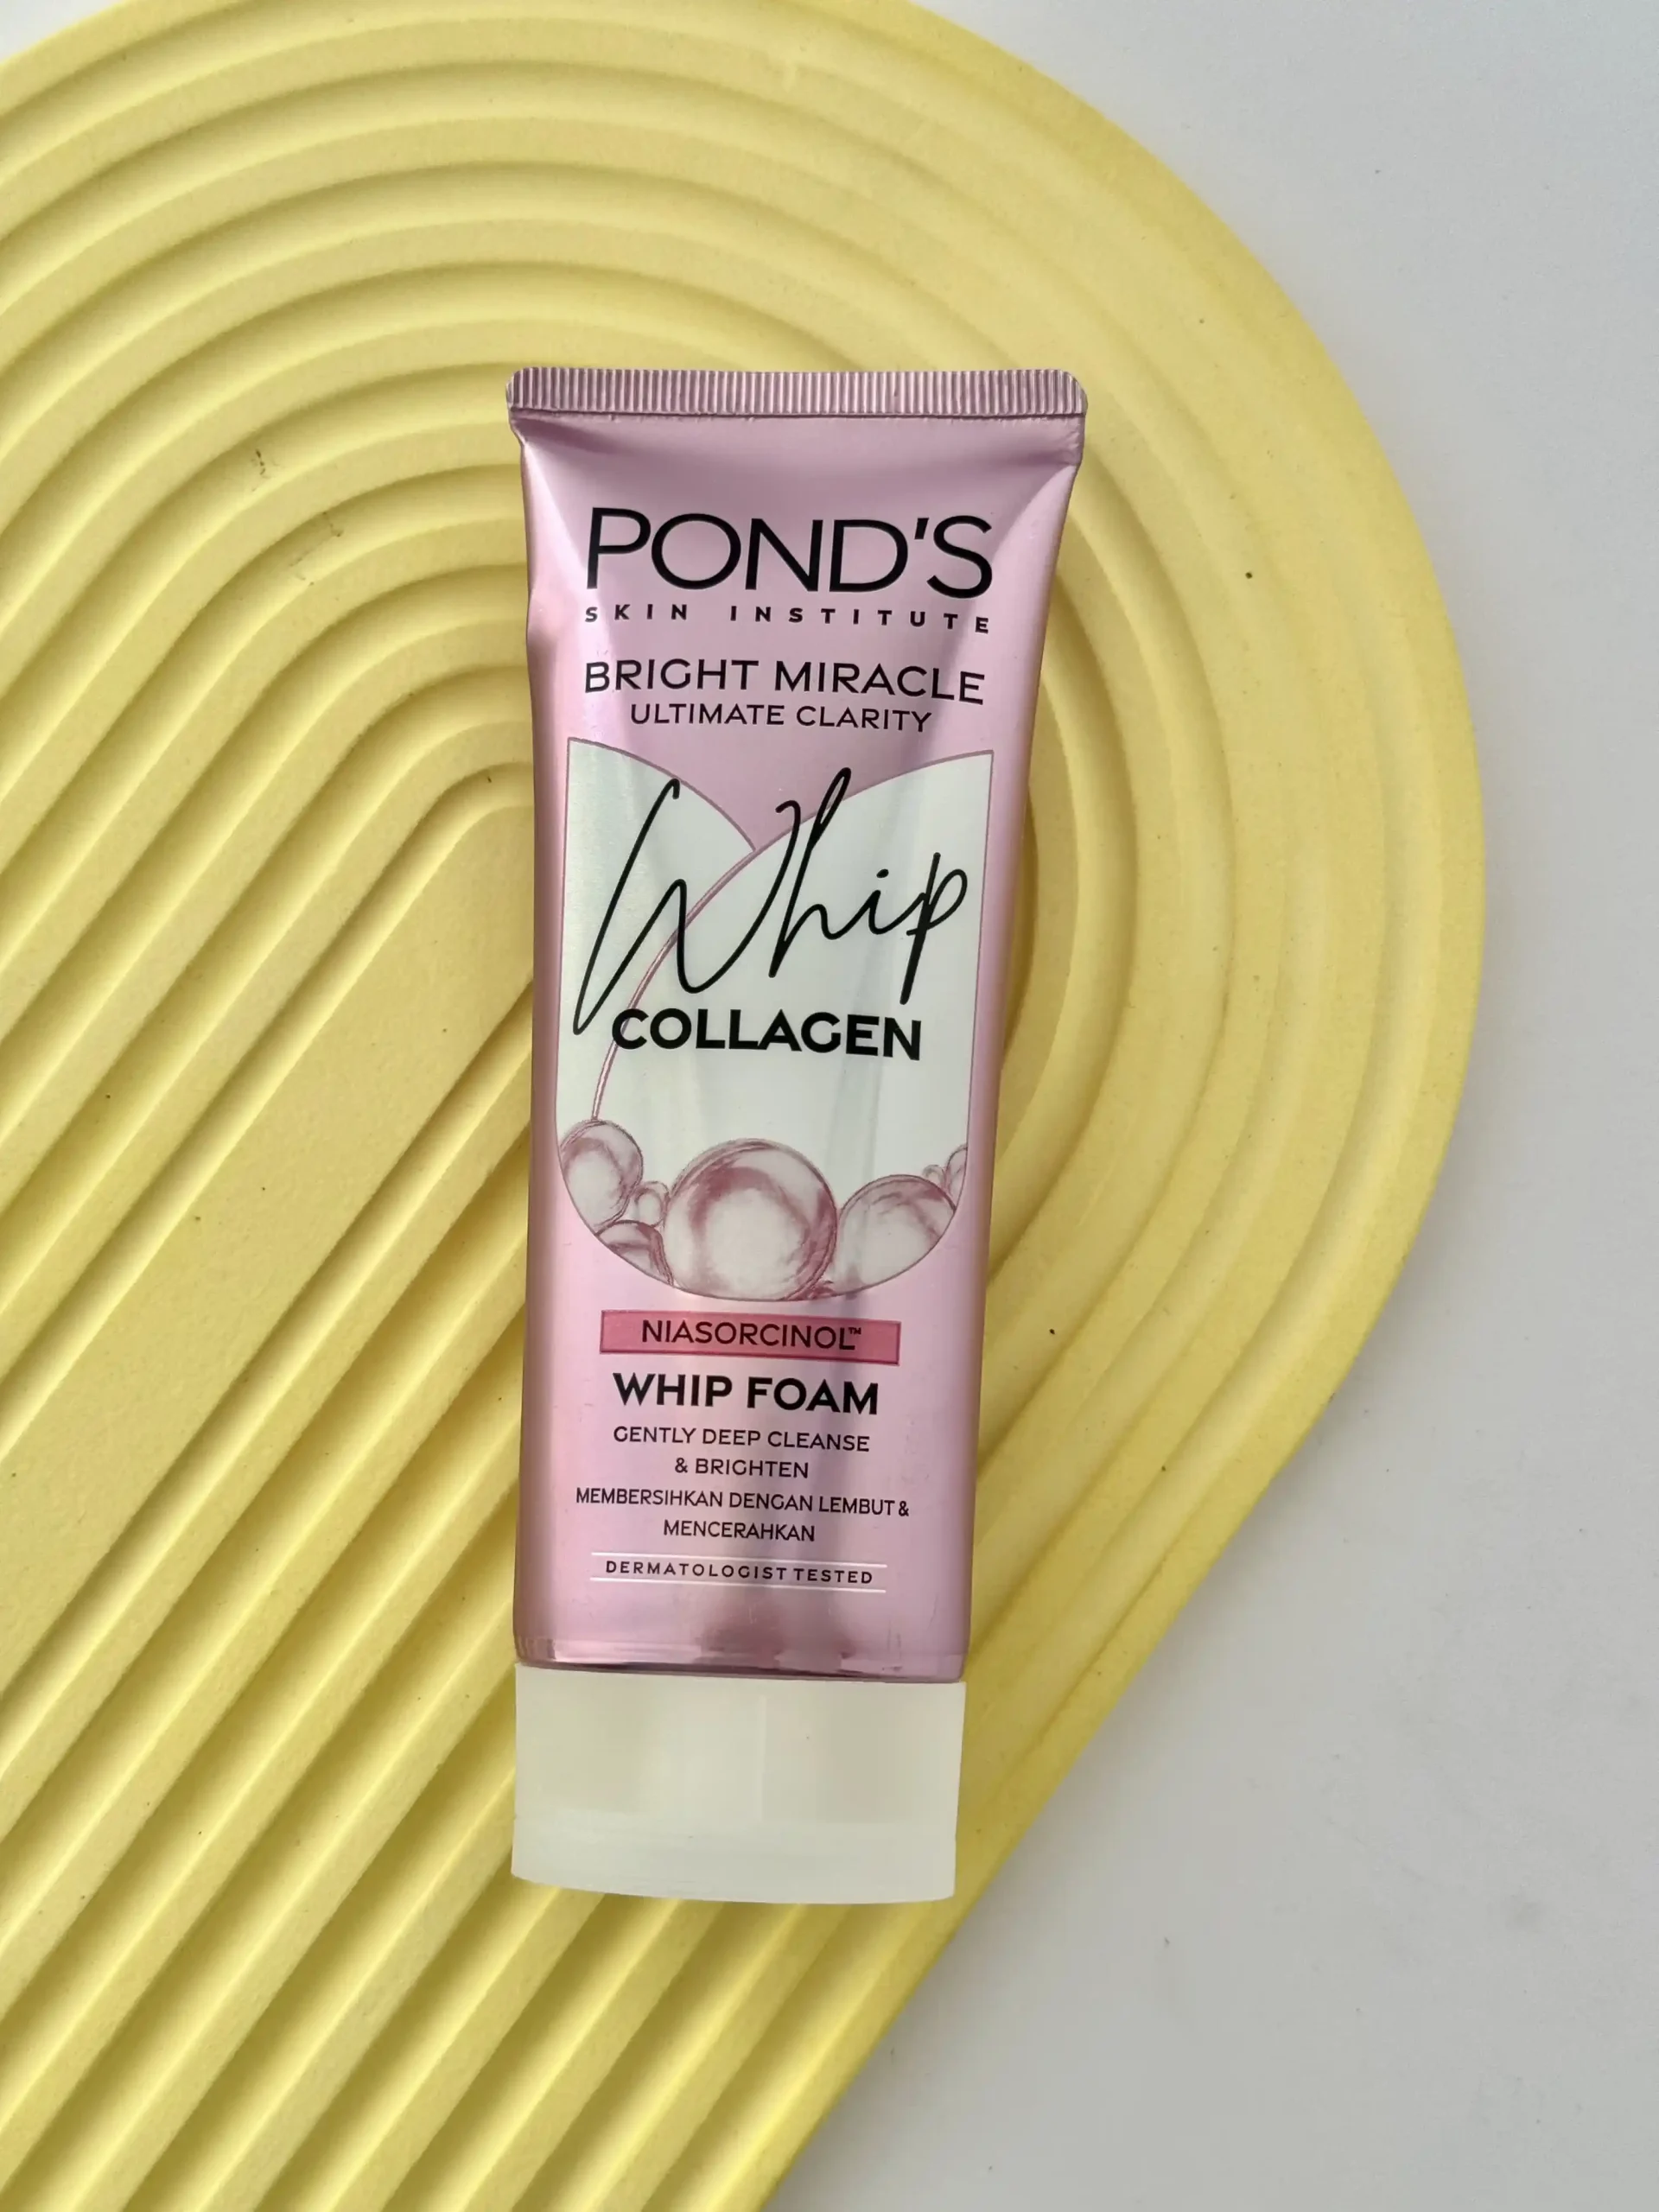 POND'S
SKIN INSTITUTE
BRIGHT MIRACLE
ULTIMATE CLARITY
Whip
COLLAGEN
NIASORCINOL™
WHIP FOAM
GENTLY DEEP CLEANSE
& BRIGHTEN
MEMBERSIHKAN DENGAN LEMBUT &
MENCERAHKAN
DERMATOLOGIST TESTED